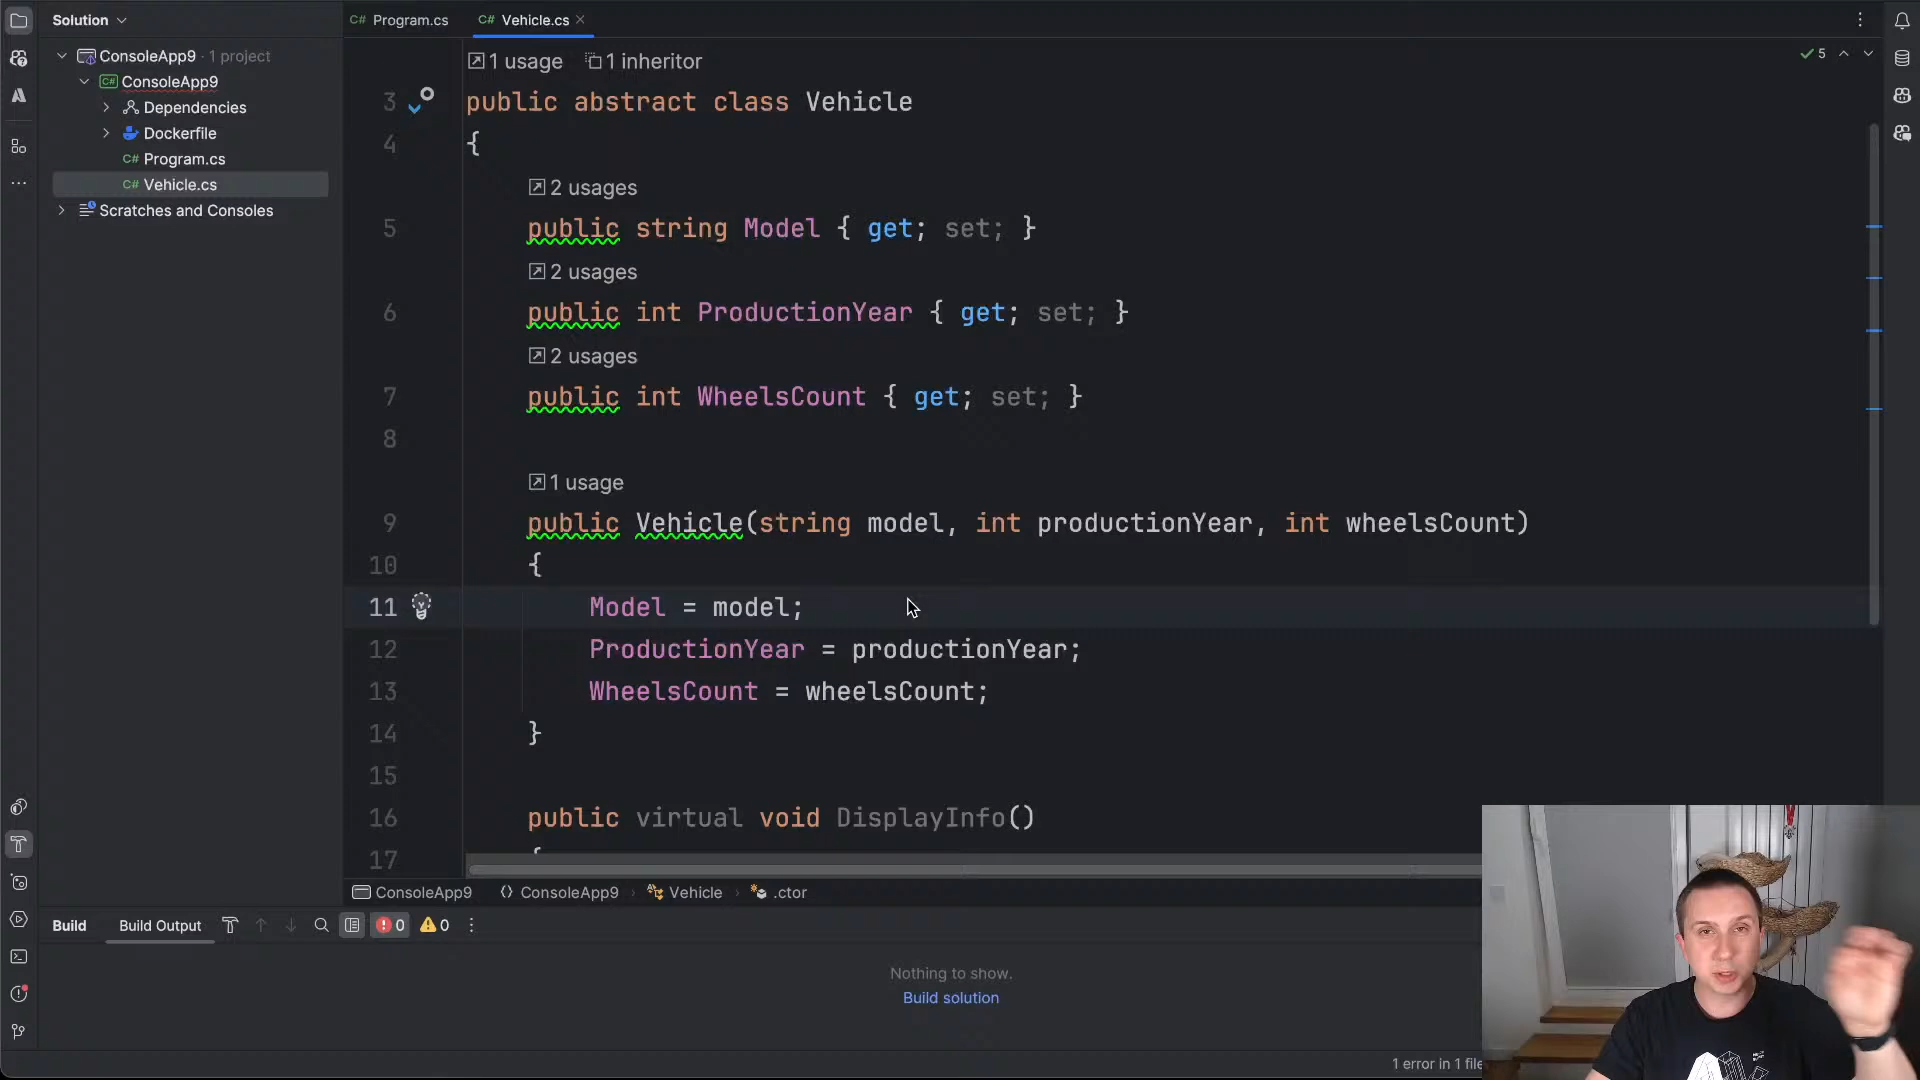 Solution
Program.cs
Vehicle.cs
ConsoleApp9 · 1 project
ConsoleApp9
Dependencies
Dockerfile
Program.cs
Vehicle.cs
Scratches and Consoles
1 usage 1 inheritor
5
3 public abstract class Vehicle
4 {
2 usages
5 public string Model { get; set; }
2 usages
6 public int ProductionYear { get; set; }
2 usages
7 public int WheelsCount { get; set; }
8
1 usage
9 public Vehicle(string model, int productionYear, int wheelsCount)
10 {
11 Model = model;
12 ProductionYear = productionYear;
13 WheelsCount = wheelsCount;
14 }
15
16 public virtual void DisplayInfo()
17 {
ConsoleApp9 ConsoleApp9 Vehicle .ctor
Build Build Output 0 0
Nothing to show.
Build solution
1 error in 1 file